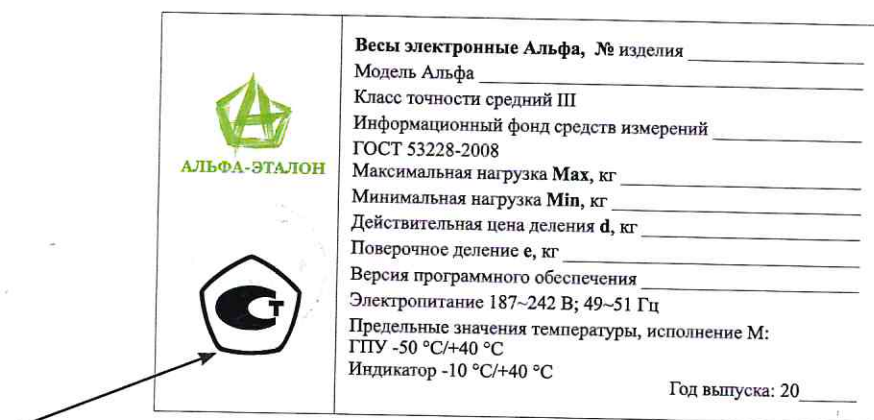 АЛЬФА-ЭТАЛОН
Ст
Весы электронные Альфа, № изделия
Модель Альфа
Класс точности средний III
Информационный фонд средств измерений
ГОСТ 53228-2008
Максимальная нагрузка Max, кг
Минимальная нагрузка Min, кг
Действительная цена деления d, кг
Поверочное деление e, кг
Версия программного обеспечения
Электропитание 187~242 В; 49~51 Гц
Предельные значения температуры, исполнение М:
ГПУ -50 °C/+40 °C
Индикатор -10 °C/+40 °C
Год выпуска: 20